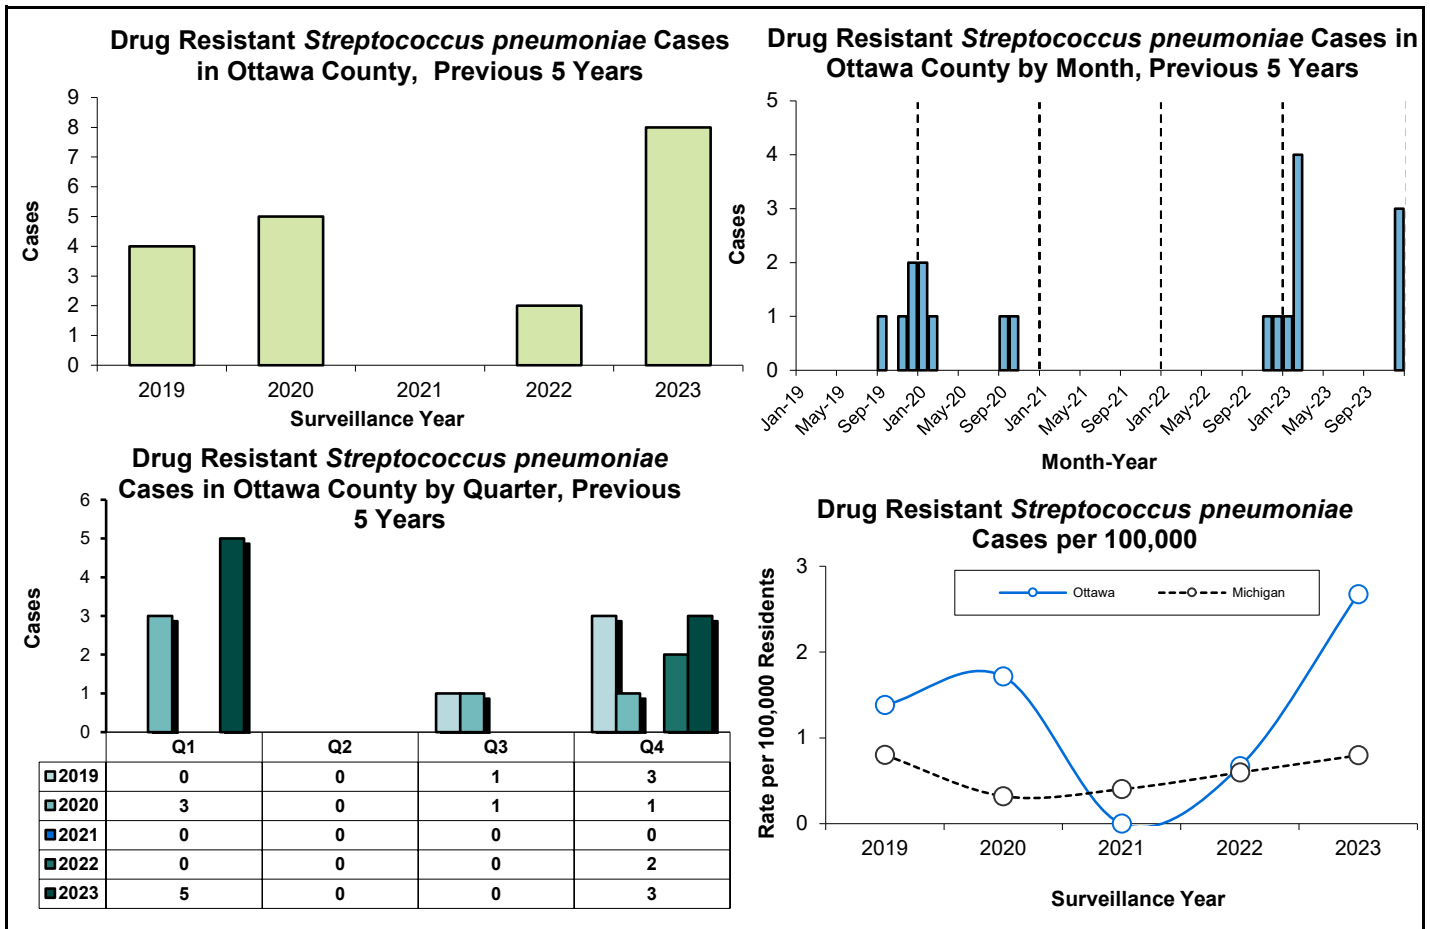 Drug Resistant Streptococcus pneumoniae Cases
in Ottawa County,  Previous 5 Years
9
8
7
6
5
4
3
2
1
0
Cases
2019 2020 2021 2022 2023
Surveillance Year
Drug Resistant Streptococcus pneumoniae Cases in
Ottawa County by Month, Previous 5 Years
5
4
3
2
1
0
Cases
Jan-19 May-19 Sep-19 Jan-20 May-20 Sep-20 Jan-21 May-21 Sep-21 Jan-22 May-22 Sep-22 Jan-23 May-23 Sep-23
Month-Year
Drug Resistant Streptococcus pneumoniae
Cases in Ottawa County by Quarter, Previous
5 Years
6
5
4
3
2
1
0
Cases
Q1 Q2 Q3 Q4
2019 0 0 1 3
2020 3 0 1 1
2021 0 0 0 0
2022 0 0 0 2
2023 5 0 0 3
Drug Resistant Streptococcus pneumoniae
Cases per 100,000
3
2
1
0
Rate per 100,000 Residents
Ottawa Michigan
2019 2020 2021 2022 2023
Surveillance Year